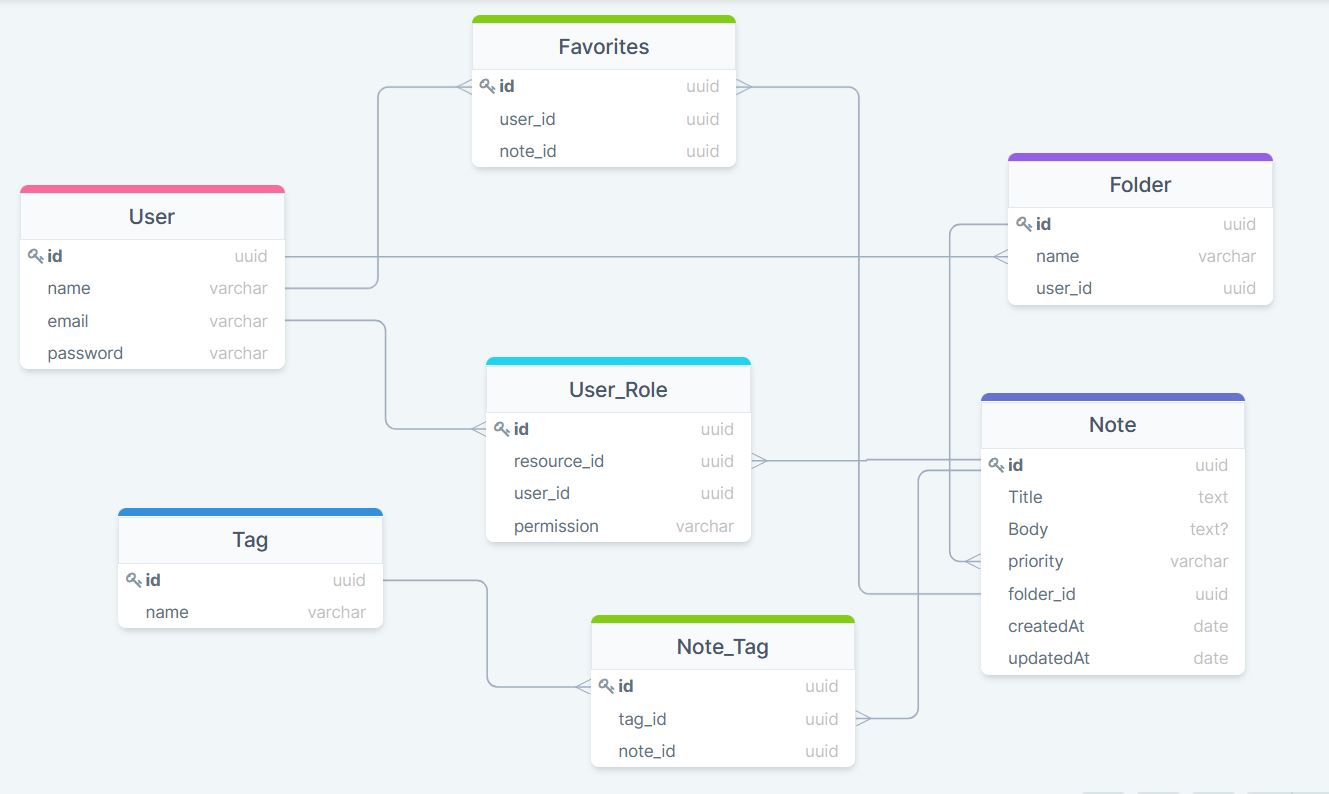 Favorites
id uuid
user_id uuid
note_id uuid
User
id uuid
name varchar
email varchar
password varchar
Folder
id uuid
name varchar
user_id uuid
User_Role
id uuid
resource_id uuid
user_id uuid
permission varchar
Note
id uuid
Title text
Body text?
priority varchar
folder_id uuid
createdAt date
updatedAt date
Tag
id uuid
name varchar
Note_Tag
id uuid
tag_id uuid
note_id uuid